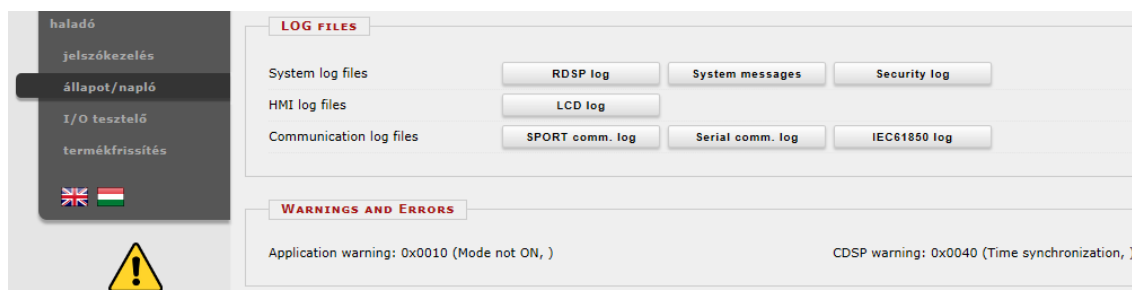 haladó
jelszókezelés
állapot/napló
I/O tesztelő
termékfrissítés
LOG FILES
System log files RDSP log System messages Security log
HMI log files LCD log
Communication log files SPORT comm. log Serial comm. log IEC61850 log
WARNINGS AND ERRORS
Application warning: 0x0010 (Mode not ON, ) CDSP warning: 0x0040 (Time synchronization, )